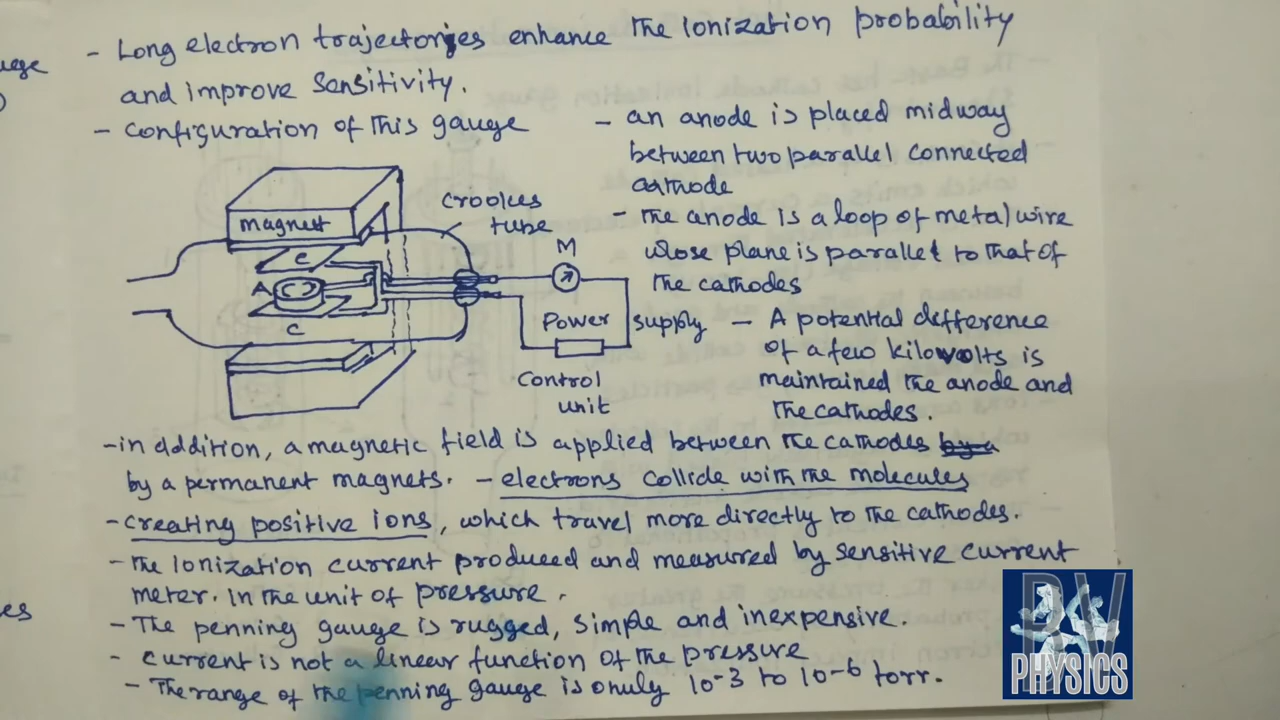 - Long electron trajectories enhance the ionization probability
and improve sensitivity.
- configuration of this gauge
- an anode is placed midway
between two parallel connected
cathode
- The anode is a loop of metal wire
whose plane is parallel to that of
the cathodes
magnet
crookes
tube
M
C
A
C
Power supply
control
unit
- A potential difference
of a few kilovolts is
maintained the anode and
the cathodes.
- in addition, a magnetic field is applied between the cathodes
by a permanent magnets. - electrons collide with the molecules
- creating positive ions, which travel more directly to the cathodes.
- The Ionization current produced and measured by sensitive current
meter. in the unit of pressure.
- The penning gauge is rugged, simple and inexpensive.
- current is not a linear function of the pressure
- The range of the penning gauge is onuly 10-3 to 10-6 torr.
BV
PHYSICS